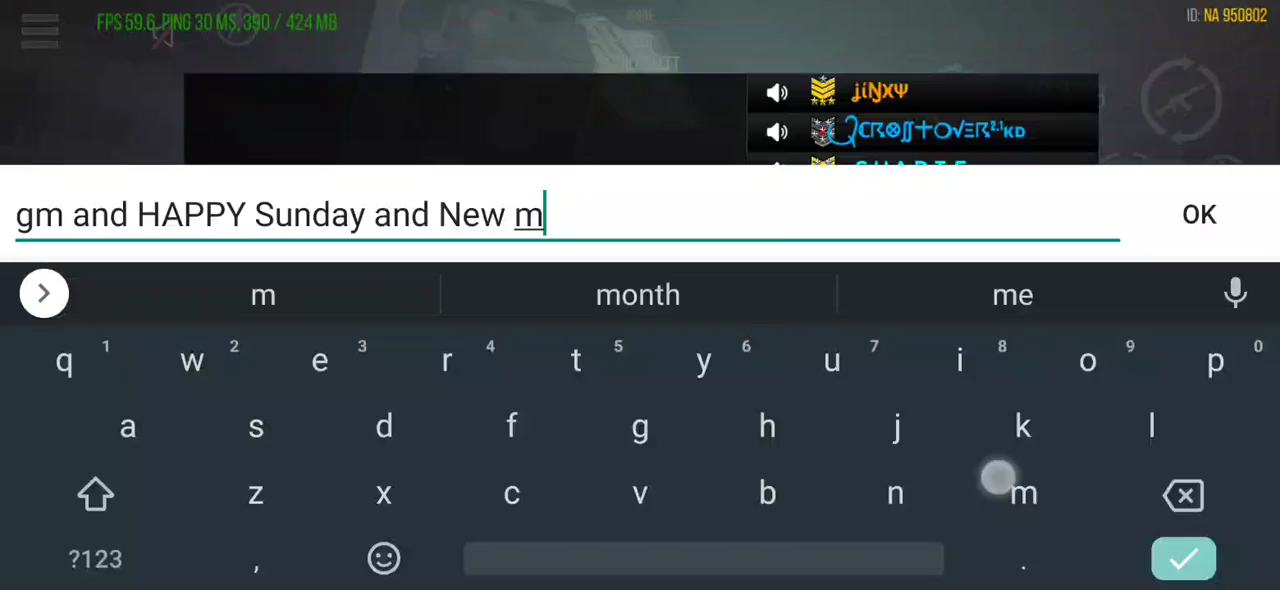 FPS 59.6, PING 30 MS, 390 / 424 MB
ID: NA 950802
gm and HAPPY Sunday and New m
OK
m month me
q 1 w 2 e 3 r 4 t 5 y 6 u 7 i 8 o 9 p 0
a s d f g h j k l
z x c v b n m
?123 , .